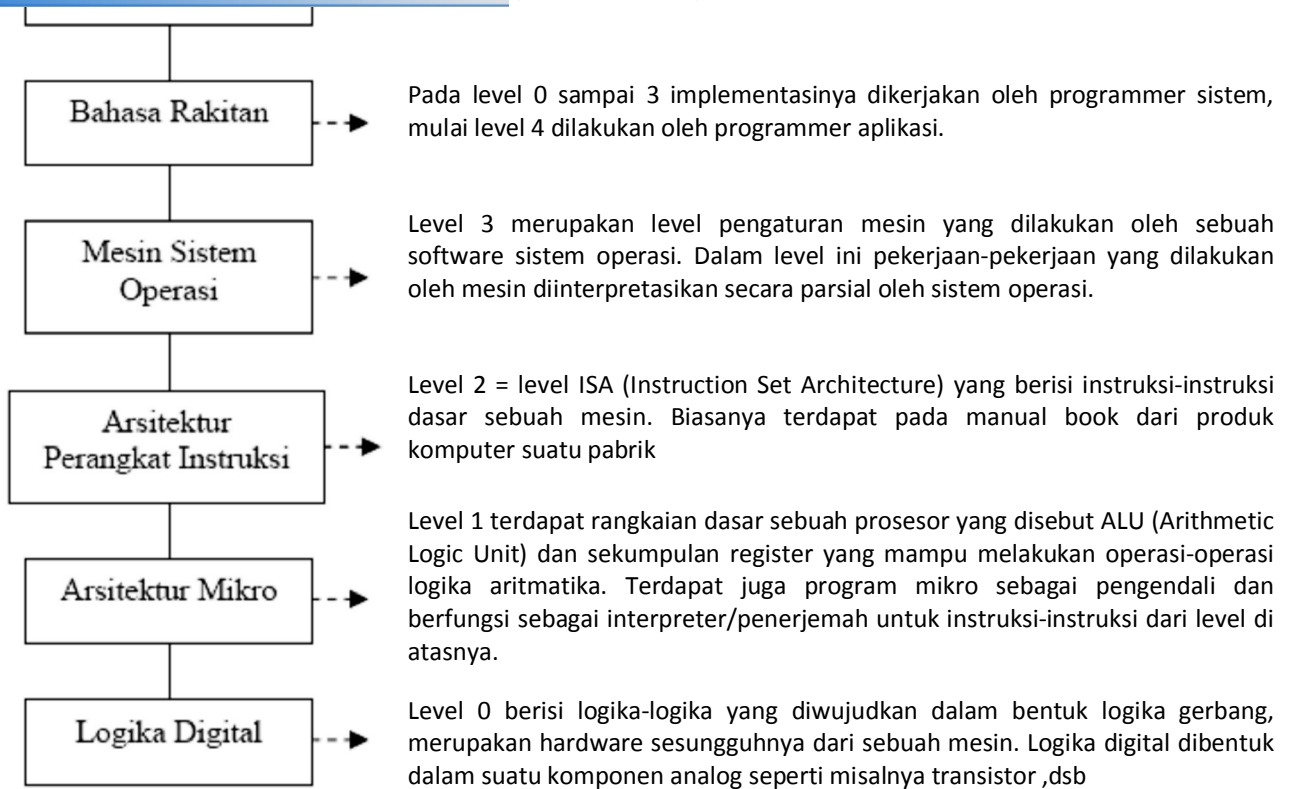 Bahasa Rakitan
Pada level 0 sampai 3 implementasinya dikerjakan oleh programmer sistem,
mulai level 4 dilakukan oleh programmer aplikasi.
Mesin Sistem
Operasi
Level 3 merupakan level pengaturan mesin yang dilakukan oleh sebuah
software sistem operasi. Dalam level ini pekerjaan-pekerjaan yang dilakukan
oleh mesin diinterpretasikan secara parsial oleh sistem operasi.
Arsitektur
Perangkat Instruksi
Level 2 = level ISA (Instruction Set Architecture) yang berisi instruksi-instruksi
dasar sebuah mesin. Biasanya terdapat pada manual book dari produk
komputer suatu pabrik
Arsitektur Mikro
Level 1 terdapat rangkaian dasar sebuah prosesor yang disebut ALU (Arithmetic
Logic Unit) dan sekumpulan register yang mampu melakukan operasi-operasi
logika aritmatika. Terdapat juga program mikro sebagai pengendali dan
berfungsi sebagai interpreter/penerjemah untuk instruksi-instruksi dari level di
atasnya.
Logika Digital
Level 0 berisi logika-logika yang diwujudkan dalam bentuk logika gerbang,
merupakan hardware sesungguhnya dari sebuah mesin. Logika digital dibentuk
dalam suatu komponen analog seperti misalnya transistor ,dsb